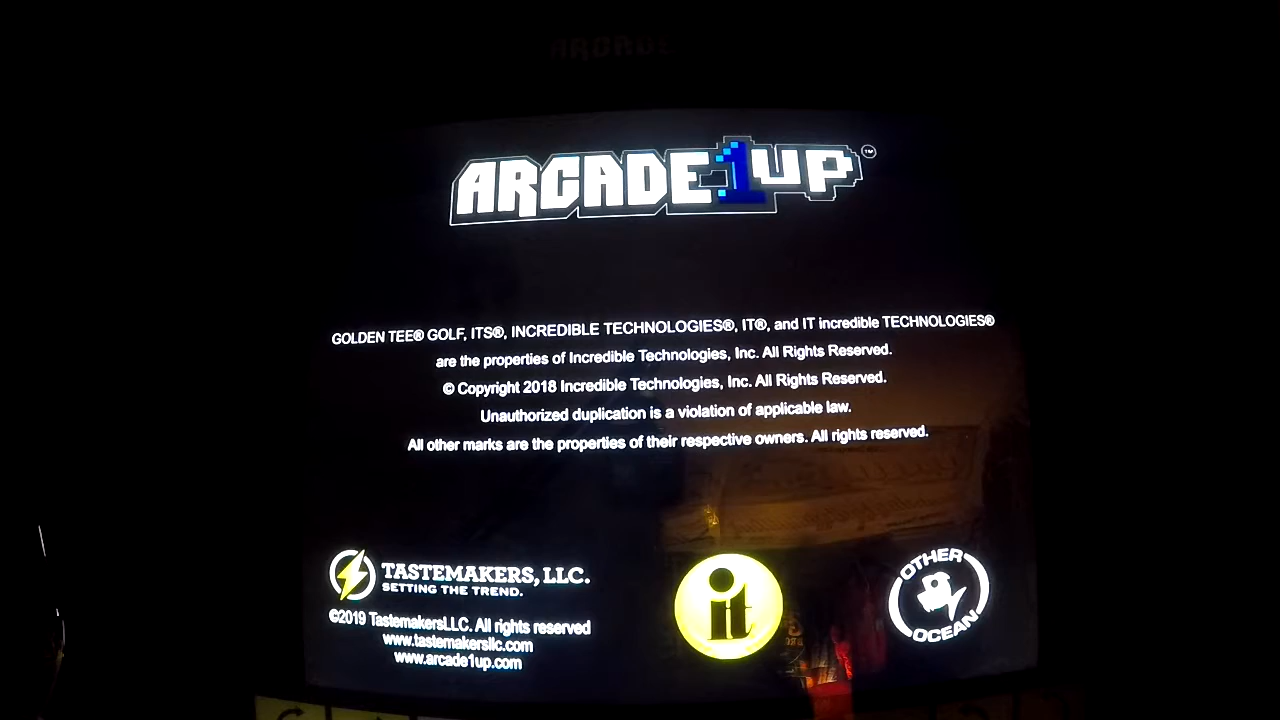 ARCADE
ARCADE1UP™
GOLDEN TEE® GOLF, ITS®, INCREDIBLE TECHNOLOGIES®, IT®, and IT incredible TECHNOLOGIES®
are the properties of Incredible Technologies, Inc. All Rights Reserved.
© Copyright 2018 Incredible Technologies, Inc. All Rights Reserved.
Unauthorized duplication is a violation of applicable law.
All other marks are the properties of their respective owners. All rights reserved.
TASTEMAKERS, LLC.
SETTING THE TREND.
©2019 TastemakersLLC. All rights reserved
www.tastemakersllc.com
www.arcade1up.com
it
OTHER
OCEAN